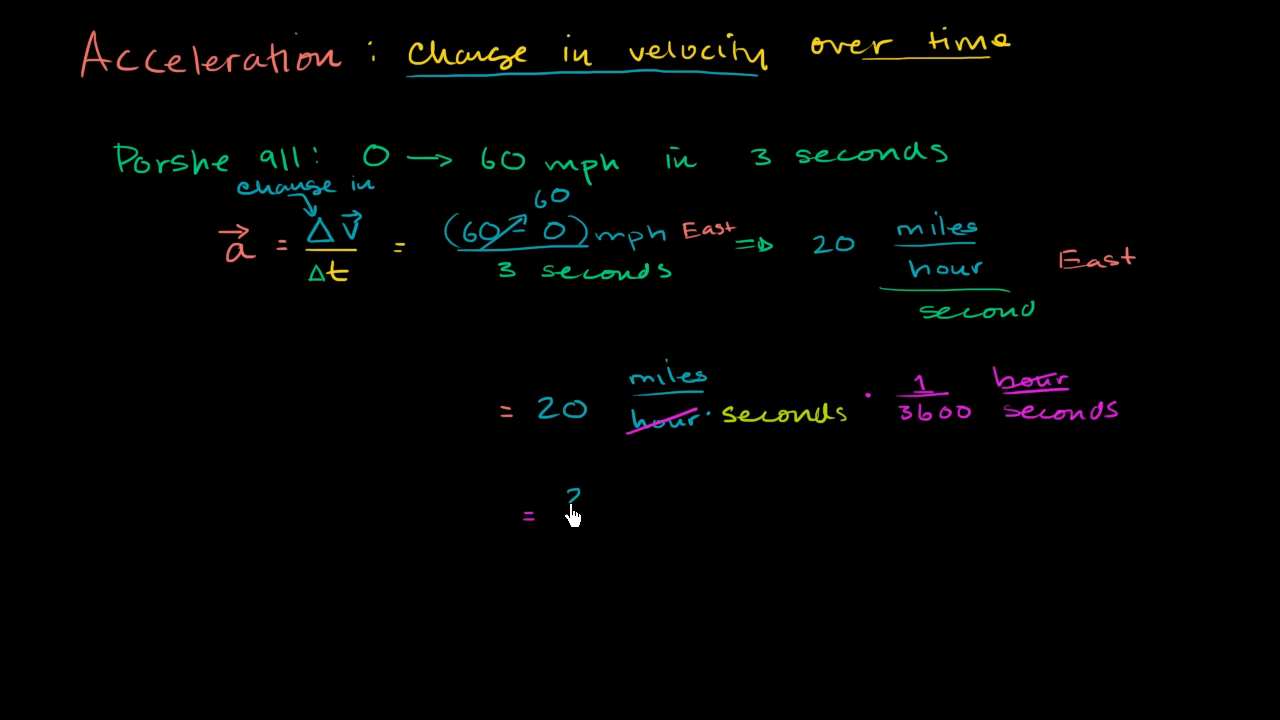 Acceleration : change in velocity over time
Porshe 911: 0 → 60 mph in 3 seconds
change in 60
a⃗ = Δv⃗ / Δt = (60 - 0) mph East / 3 seconds ⇒ 20 miles / hour / second East
= 20 miles / hour · seconds · 1 / 3600 hour / seconds
= 2